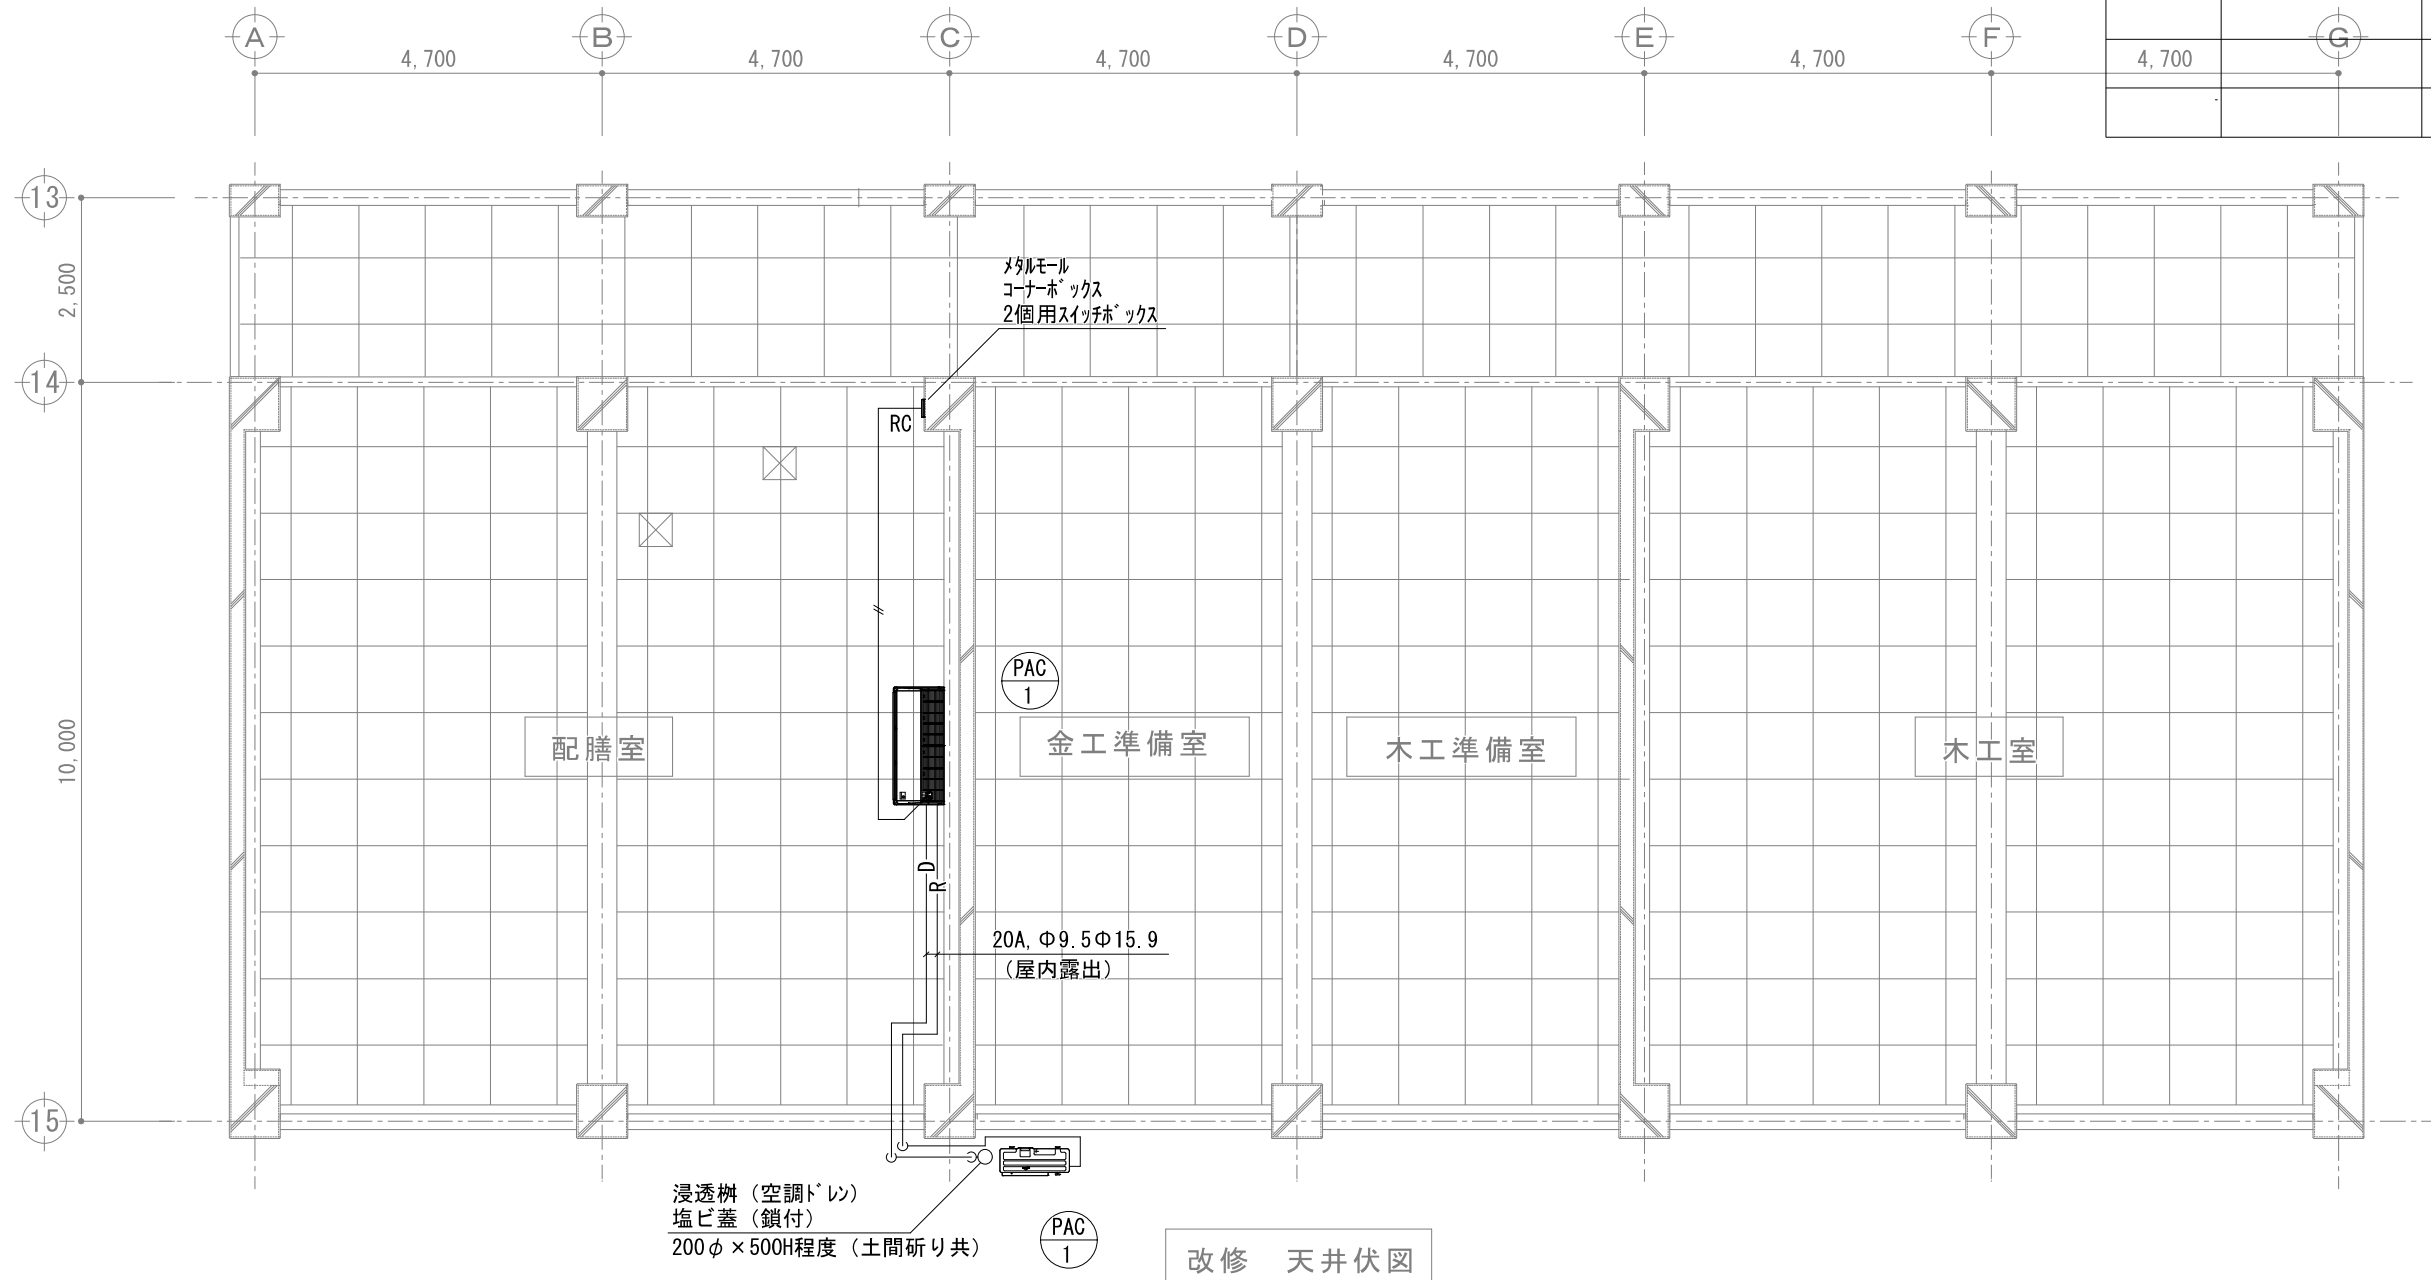 A B C D E F G
4,700 4,700 4,700 4,700 4,700 4,700
13
2,500
14
10,000
15
メタルモール
コーナーボックス
2個用スイッチボックス
RC
PAC
1
配膳室
金工準備室
木工準備室
木工室
D
R
20A,Φ9.5Φ15.9
(屋内露出)
浸透桝(空調ドレン)
塩ビ蓋(鎖付)
200φ×500H程度(土間斫り共)
PAC
1
改修 天井伏図